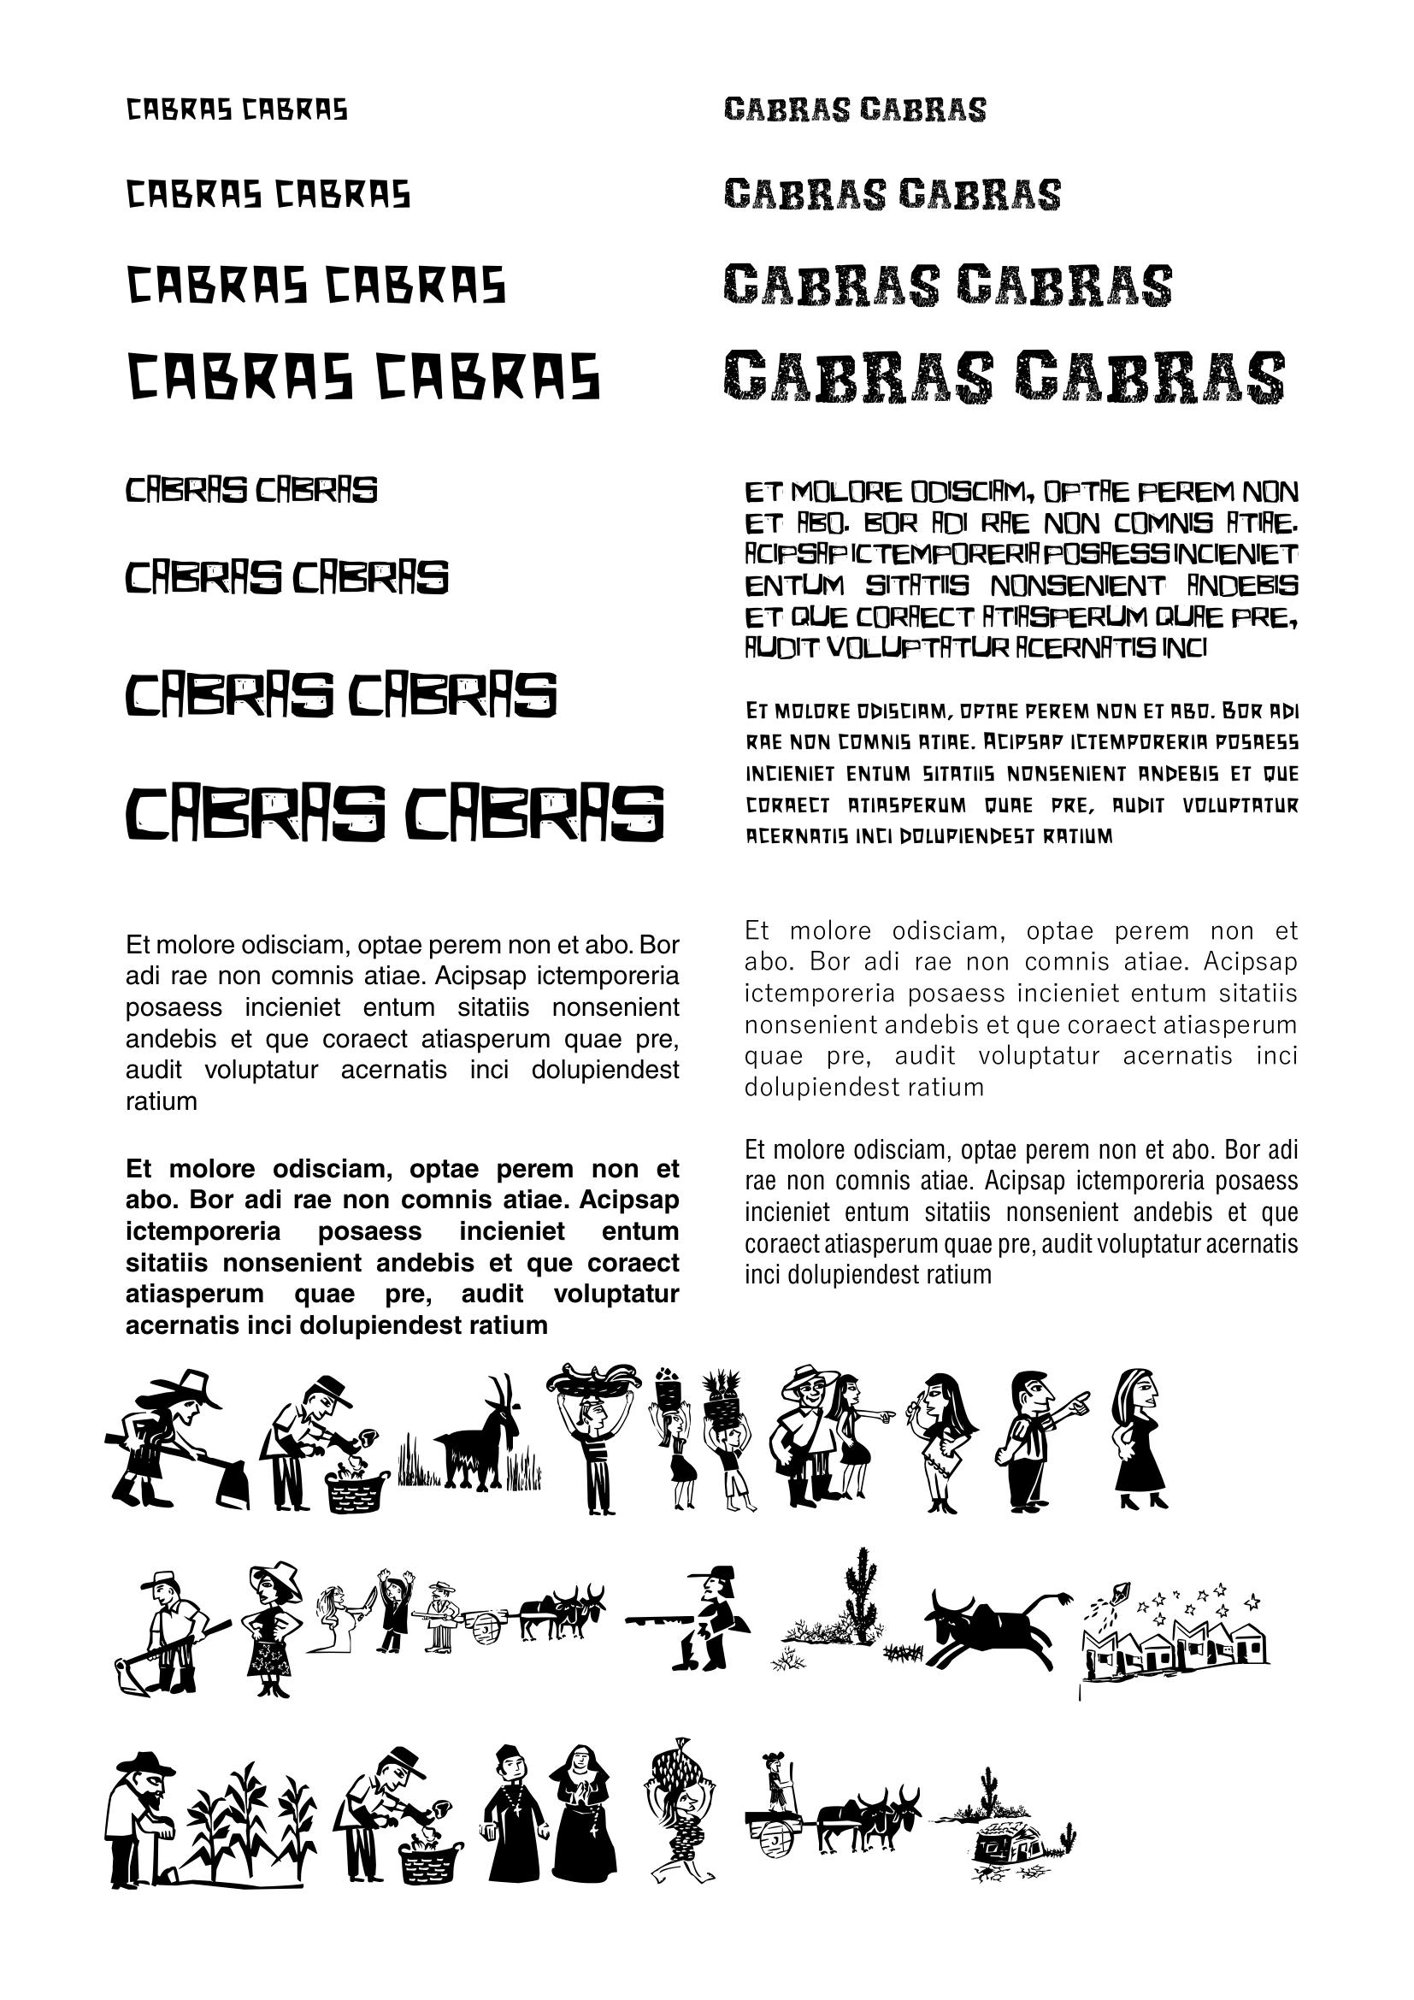 CABRAS CABRAS
CABRAS CABRAS
CABRAS CABRAS
CABRAS CABRAS
CABRAS CABRAS
CABRAS CABRAS
CABRAS CABRAS
CABRAS CABRAS
CABRAS CABRAS
CABRAS CABRAS
CABRAS CABRAS
CABRAS CABRAS
ET MOLORE ODISCIAM, OPTAE PEREM NON
ET ABO. BOR ADI RAE NON COMNIS ATIAE.
ACIPSAP ICTEMPORERIA POSAESS INCIENIET
ENTUM SITATIIS NONSENIENT ANDEBIS
ET QUE CORAECT ATIASPERUM QUAE PRE,
AUDIT VOLUPTATUR ACERNATIS INCI
ET MOLORE ODISCIAM, OPTAE PEREM NON ET ABO. BOR ADI
RAE NON COMNIS ATIAE. ACIPSAP ICTEMPORERIA POSAESS
INCIENIET ENTUM SITATIIS NONSENIENT ANDEBIS ET QUE
CORAECT ATIASPERUM QUAE PRE, AUDIT VOLUPTATUR
ACERNATIS INCI DOLUPIENDEST RATIUM
Et molore odisciam, optae perem non et abo. Bor
adi rae non comnis atiae. Acipsap ictemporeria
posaess incieniet entum sitatiis nonsenient
andebis et que coraect atiasperum quae pre,
audit voluptatur acernatis inci dolupiendest
ratium
Et molore odisciam, optae perem non et
abo. Bor adi rae non comnis atiae. Acipsap
ictemporeria posaess incieniet entum
sitatiis nonsenient andebis et que coraect
atiasperum quae pre, audit voluptatur
acernatis inci dolupiendest ratium
Et molore odisciam, optae perem non et
abo. Bor adi rae non comnis atiae. Acipsap
ictemporeria posaess incieniet entum sitatiis
nonsenient andebis et que coraect atiasperum
quae pre, audit voluptatur acernatis inci
dolupiendest ratium
Et molore odisciam, optae perem non et abo. Bor adi
rae non comnis atiae. Acipsap ictemporeria posaess
incieniet entum sitatiis nonsenient andebis et que
coraect atiasperum quae pre, audit voluptatur acernatis
inci dolupiendest ratium